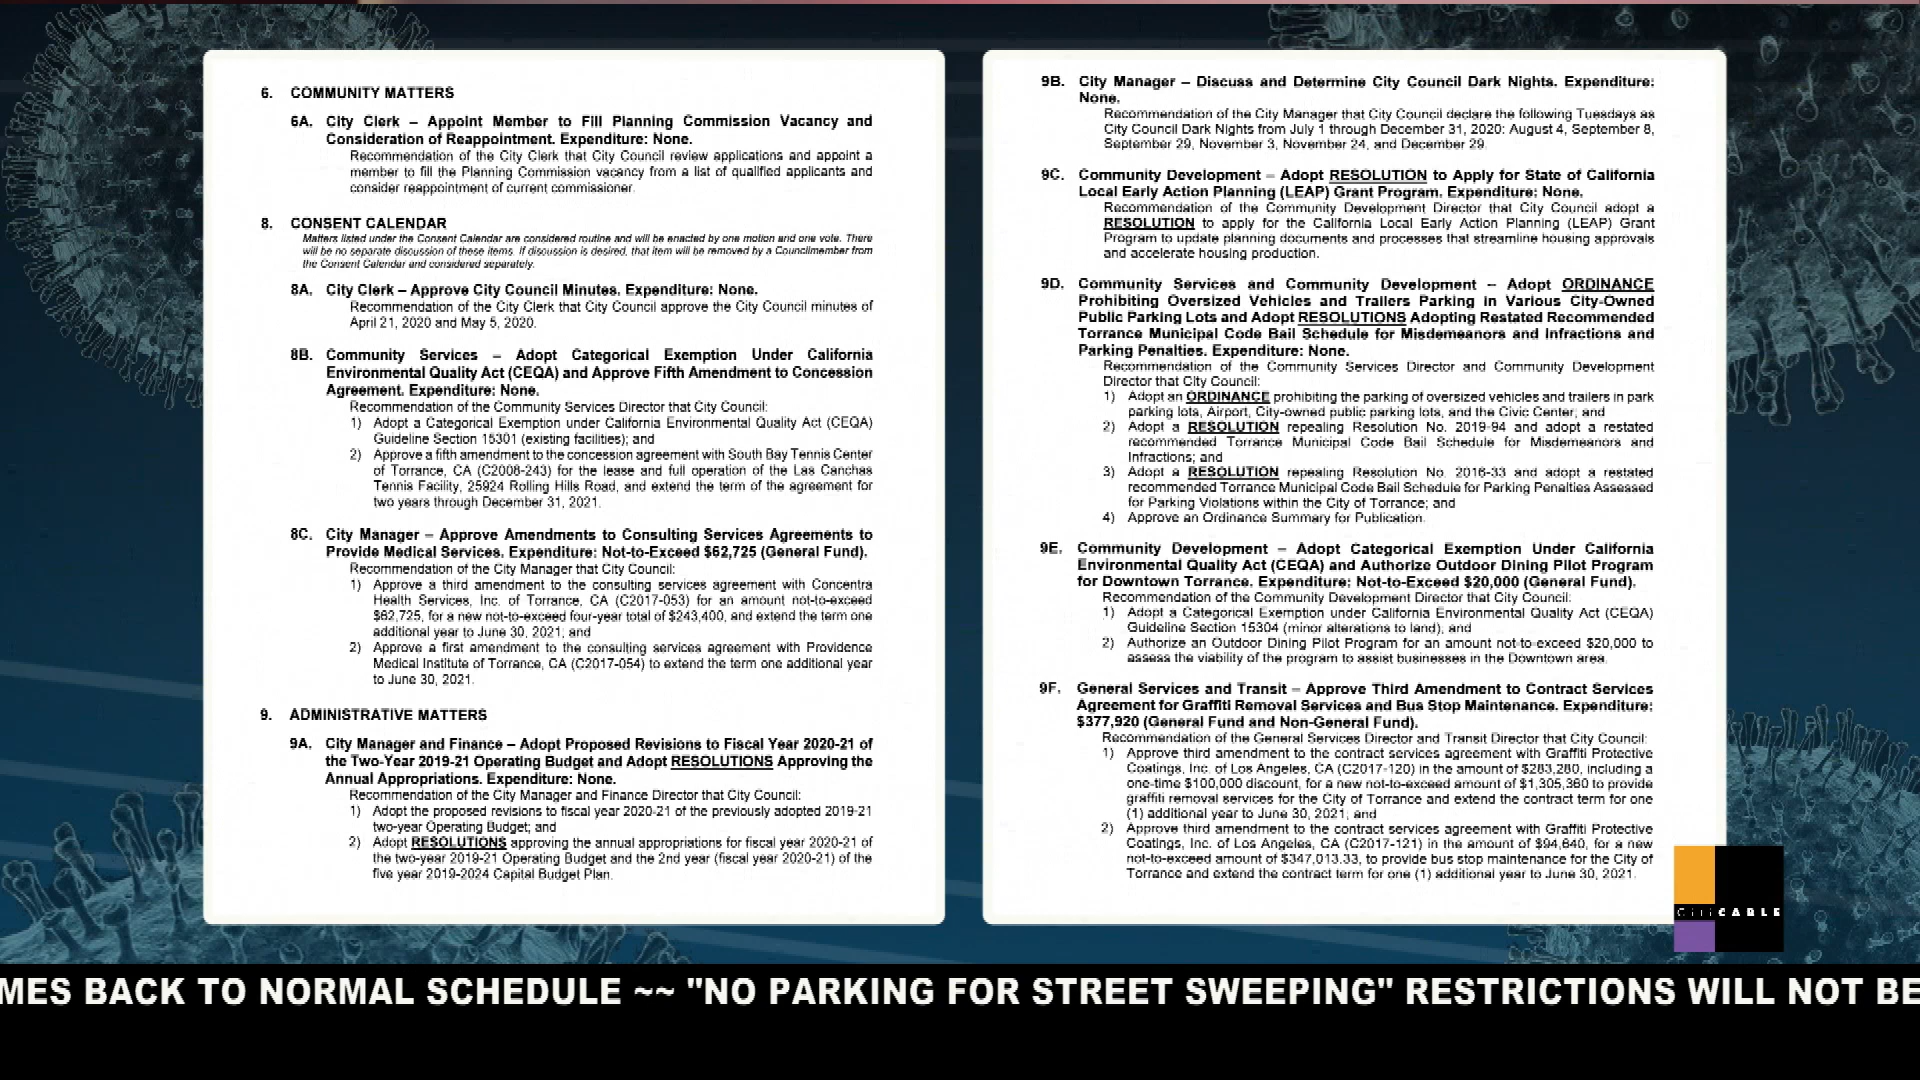 6. COMMUNITY MATTERS
6A. City Clerk – Appoint Member to Fill Planning Commission Vacancy and
Consideration of Reappointment. Expenditure: None.
Recommendation of the City Clerk that City Council review applications and appoint a
member to fill the Planning Commission vacancy from a list of qualified applicants and
consider reappointment of current commissioner.
8. CONSENT CALENDAR
Matters listed under the Consent Calendar are considered routine and will be enacted by one motion and one vote. There
will be no separate discussion of these items. If discussion is desired, that item will be removed by a Councilmember from
the Consent Calendar and considered separately.
8A. City Clerk – Approve City Council Minutes. Expenditure: None.
Recommendation of the City Clerk that City Council approve the City Council minutes of
April 21, 2020 and May 5, 2020.
8B. Community Services – Adopt Categorical Exemption Under California
Environmental Quality Act (CEQA) and Approve Fifth Amendment to Concession
Agreement. Expenditure: None.
Recommendation of the Community Services Director that City Council:
1) Adopt a Categorical Exemption under California Environmental Quality Act (CEQA)
Guideline Section 15301 (existing facilities); and
2) Approve a fifth amendment to the concession agreement with South Bay Tennis Center
of Torrance, CA (C2008-243) for the lease and full operation of the Las Canchas
Tennis Facility, 25924 Rolling Hills Road, and extend the term of the agreement for
two years through December 31, 2021.
8C. City Manager – Approve Amendments to Consulting Services Agreements to
Provide Medical Services. Expenditure: Not-to-Exceed $62,725 (General Fund).
Recommendation of the City Manager that City Council:
1) Approve a third amendment to the consulting services agreement with Concentra
Health Services, Inc. of Torrance, CA (C2017-053) for an amount not-to-exceed
$62,725, for a new not-to-exceed four-year total of $243,400, and extend the term one
additional year to June 30, 2021; and
2) Approve a first amendment to the consulting services agreement with Providence
Medical Institute of Torrance, CA (C2017-054) to extend the term one additional year
to June 30, 2021.
9. ADMINISTRATIVE MATTERS
9A. City Manager and Finance – Adopt Proposed Revisions to Fiscal Year 2020-21 of
the Two-Year 2019-21 Operating Budget and Adopt RESOLUTIONS Approving the
Annual Appropriations. Expenditure: None.
Recommendation of the City Manager and Finance Director that City Council:
1) Adopt the proposed revisions to fiscal year 2020-21 of the previously adopted 2019-21
two-year Operating Budget; and
2) Adopt RESOLUTIONS approving the annual appropriations for fiscal year 2020-21 of
the two-year 2019-21 Operating Budget and the 2nd year (fiscal year 2020-21) of the
five year 2019-2024 Capital Budget Plan.
9B. City Manager – Discuss and Determine City Council Dark Nights. Expenditure:
None.
Recommendation of the City Manager that City Council declare the following Tuesdays as
City Council Dark Nights from July 1 through December 31, 2020: August 4, September 8,
September 29, November 3, November 24, and December 29.
9C. Community Development – Adopt RESOLUTION to Apply for State of California
Local Early Action Planning (LEAP) Grant Program. Expenditure: None.
Recommendation of the Community Development Director that City Council adopt a
RESOLUTION to apply for the California Local Early Action Planning (LEAP) Grant
Program to update planning documents and processes that streamline housing approvals
and accelerate housing production.
9D. Community Services and Community Development – Adopt ORDINANCE
Prohibiting Oversized Vehicles and Trailers Parking in Various City-Owned
Public Parking Lots and Adopt RESOLUTIONS Adopting Restated Recommended
Torrance Municipal Code Bail Schedule for Misdemeanors and Infractions and
Parking Penalties. Expenditure: None.
Recommendation of the Community Services Director and Community Development
Director that City Council:
1) Adopt an ORDINANCE prohibiting the parking of oversized vehicles and trailers in park
parking lots, Airport, City-owned public parking lots, and the Civic Center; and
2) Adopt a RESOLUTION repealing Resolution No. 2019-94 and adopt a restated
recommended Torrance Municipal Code Bail Schedule for Misdemeanors and
Infractions; and
3) Adopt a RESOLUTION repealing Resolution No. 2016-33 and adopt a restated
recommended Torrance Municipal Code Bail Schedule for Parking Penalties Assessed
for Parking Violations within the City of Torrance; and
4) Approve an Ordinance Summary for Publication.
9E. Community Development – Adopt Categorical Exemption Under California
Environmental Quality Act (CEQA) and Authorize Outdoor Dining Pilot Program
for Downtown Torrance. Expenditure: Not-to-Exceed $20,000 (General Fund).
Recommendation of the Community Development Director that City Council:
1) Adopt a Categorical Exemption under California Environmental Quality Act (CEQA)
Guideline Section 15304 (minor alterations to land); and
2) Authorize an Outdoor Dining Pilot Program for an amount not-to-exceed $20,000 to
assess the viability of the program to assist businesses in the Downtown area.
9F. General Services and Transit – Approve Third Amendment to Contract Services
Agreement for Graffiti Removal Services and Bus Stop Maintenance. Expenditure:
$377,920 (General Fund and Non-General Fund).
Recommendation of the General Services Director and Transit Director that City Council:
1) Approve third amendment to the contract services agreement with Graffiti Protective
Coatings, Inc. of Los Angeles, CA (C2017-120) in the amount of $283,280, including a
one-time $100,000 discount, for a new not-to-exceed amount of $1,305,360 to provide
graffiti removal services for the City of Torrance and extend the contract term for one
(1) additional year to June 30, 2021; and
2) Approve third amendment to the contract services agreement with Graffiti Protective
Coatings, Inc. of Los Angeles, CA (C2017-121) in the amount of $94,640, for a new
not-to-exceed amount of $347,013.33, to provide bus stop maintenance for the City of
Torrance and extend the contract term for one (1) additional year to June 30, 2021.
CITICABLE
MES BACK TO NORMAL SCHEDULE ~~ "NO PARKING FOR STREET SWEEPING" RESTRICTIONS WILL NOT BE